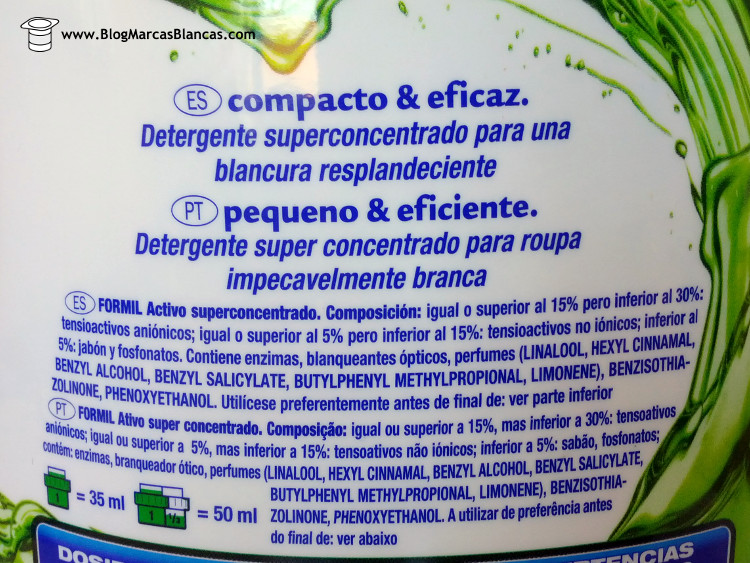 www.BlogMarcasBlancas.com
ES compacto & eficaz.
Detergente superconcentrado para una
blancura resplandeciente
PT pequeno & eficiente.
Detergente super concentrado para roupa
impecavelmente branca
ES FORMIL Activo superconcentrado. Composición: igual o superior al 15% pero inferior al 30%:
tensioactivos aniónicos; igual o superior al 5% pero inferior al 15%: tensioactivos no iónicos; inferior al
5%: jabón y fosfonatos. Contiene enzimas, blanqueantes ópticos, perfumes (LINALOOL, HEXYL CINNAMAL,
BENZYL ALCOHOL, BENZYL SALICYLATE, BUTYLPHENYL METHYLPROPIONAL, LIMONENE), BENZISOTHIA-
ZOLINONE, PHENOXYETHANOL. Utilícese preferentemente antes de final de: ver parte inferior
PT FORMIL Ativo super concentrado. Composição: igual ou superior a 15%, mas inferior a 30%: tensoativos
aniónicos; igual ou superior a 5%, mas inferior a 15%: tensoativos não iónicos; inferior a 5%: sabão, fosfonatos;
contém: enzimas, branqueador ótico, perfumes (LINALOOL, HEXYL CINNAMAL, BENZYL ALCOHOL, BENZYL SALICYLATE,
BUTYLPHENYL METHYLPROPIONAL, LIMONENE), BENZISOTHIA-
ZOLINONE, PHENOXYETHANOL. A utilizar de preferência antes
do final de: ver abaixo
1 = 35 ml
1 1/3 = 50 ml